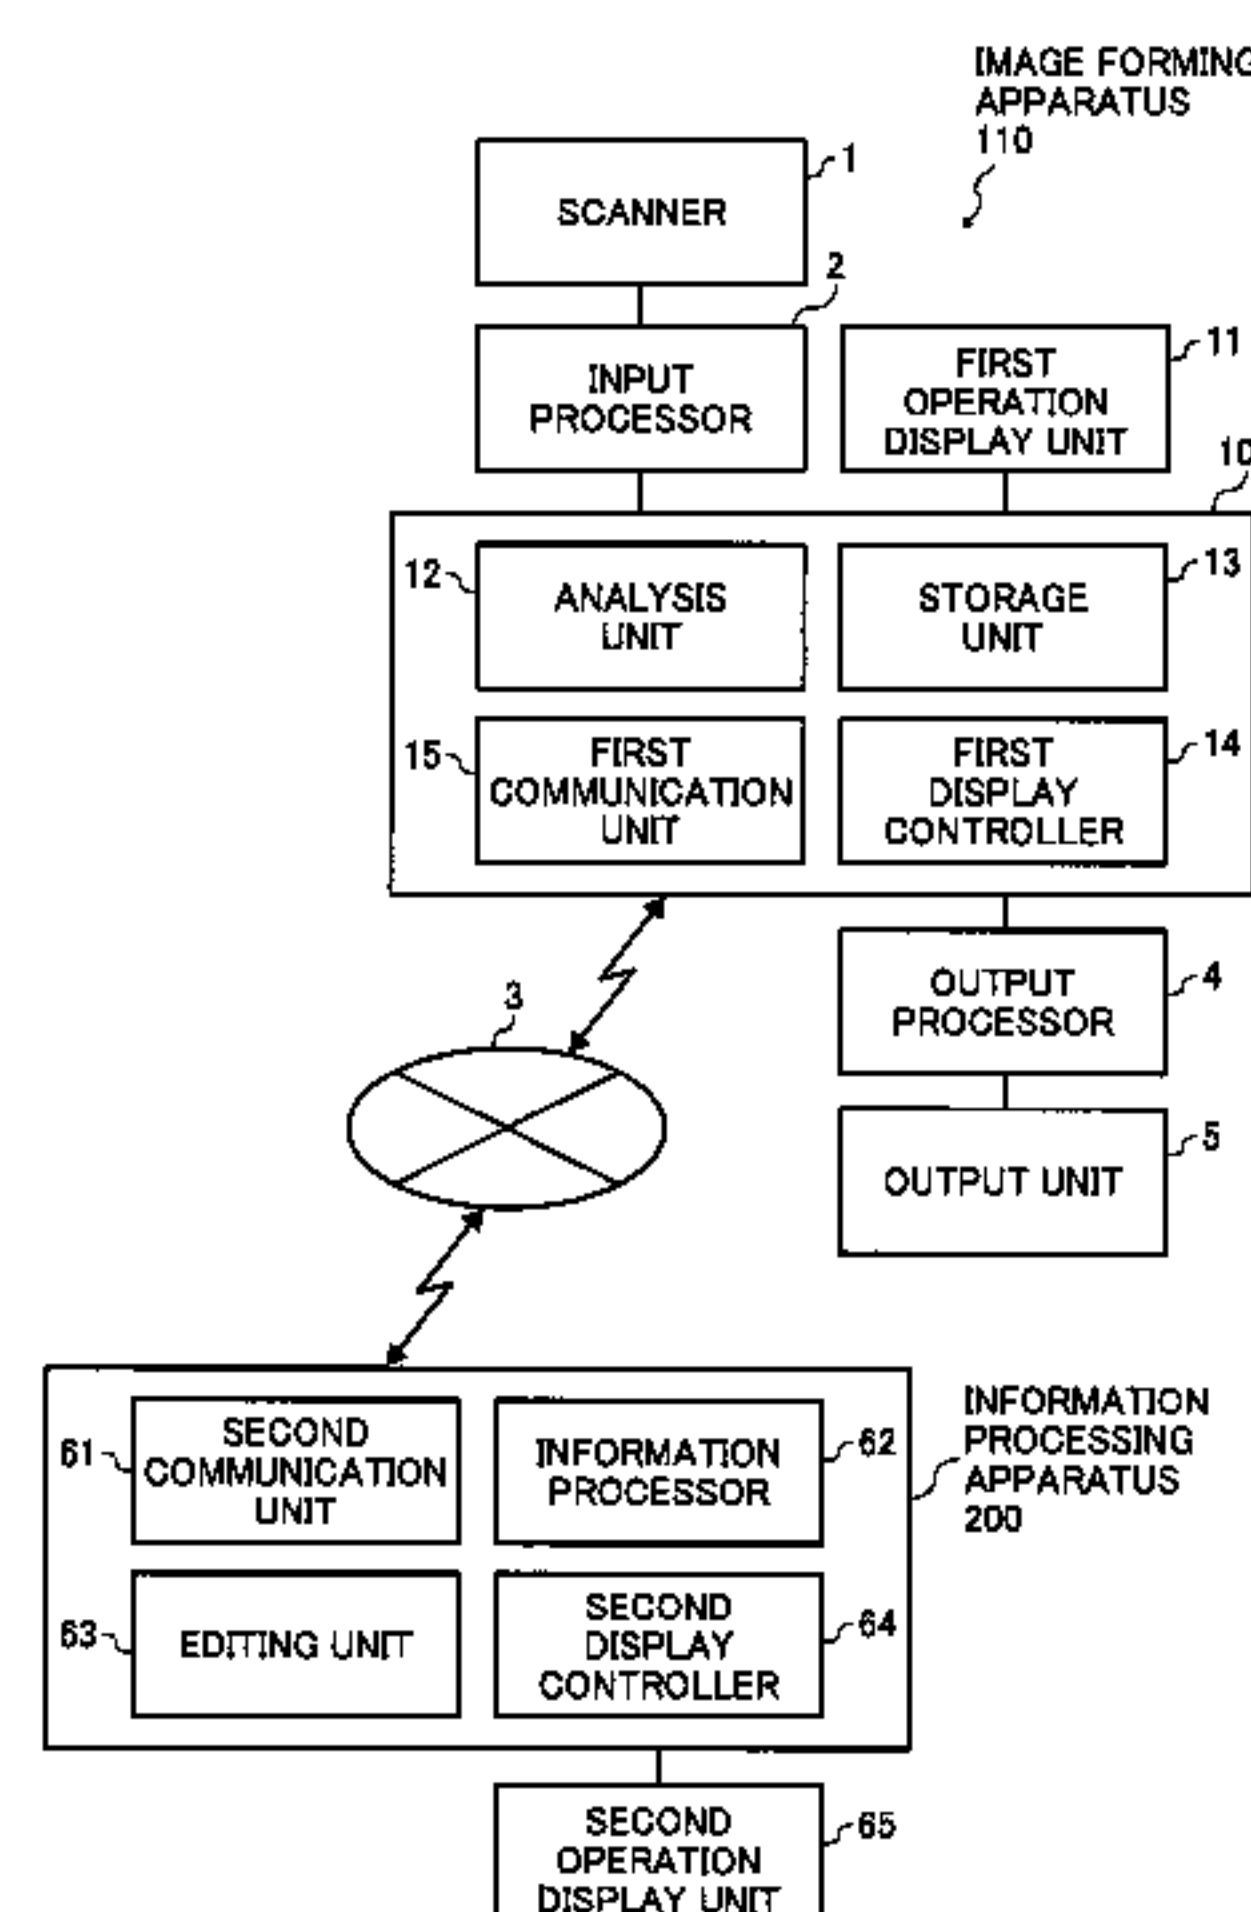 IMAGE FORMING
APPARATUS
110
1
SCANNER
2
INPUT
PROCESSOR
11
FIRST
OPERATION
DISPLAY UNIT
10
12
ANALYSIS
UNIT
13
STORAGE
UNIT
15
FIRST
COMMUNICATION
UNIT
14
FIRST
DISPLAY
CONTROLLER
3
4
OUTPUT
PROCESSOR
5
OUTPUT UNIT
INFORMATION
PROCESSING
APPARATUS
200
61
SECOND
COMMUNICATION
UNIT
62
INFORMATION
PROCESSOR
63
EDITING UNIT
64
SECOND
DISPLAY
CONTROLLER
65
SECOND
OPERATION
DISPLAY UNIT